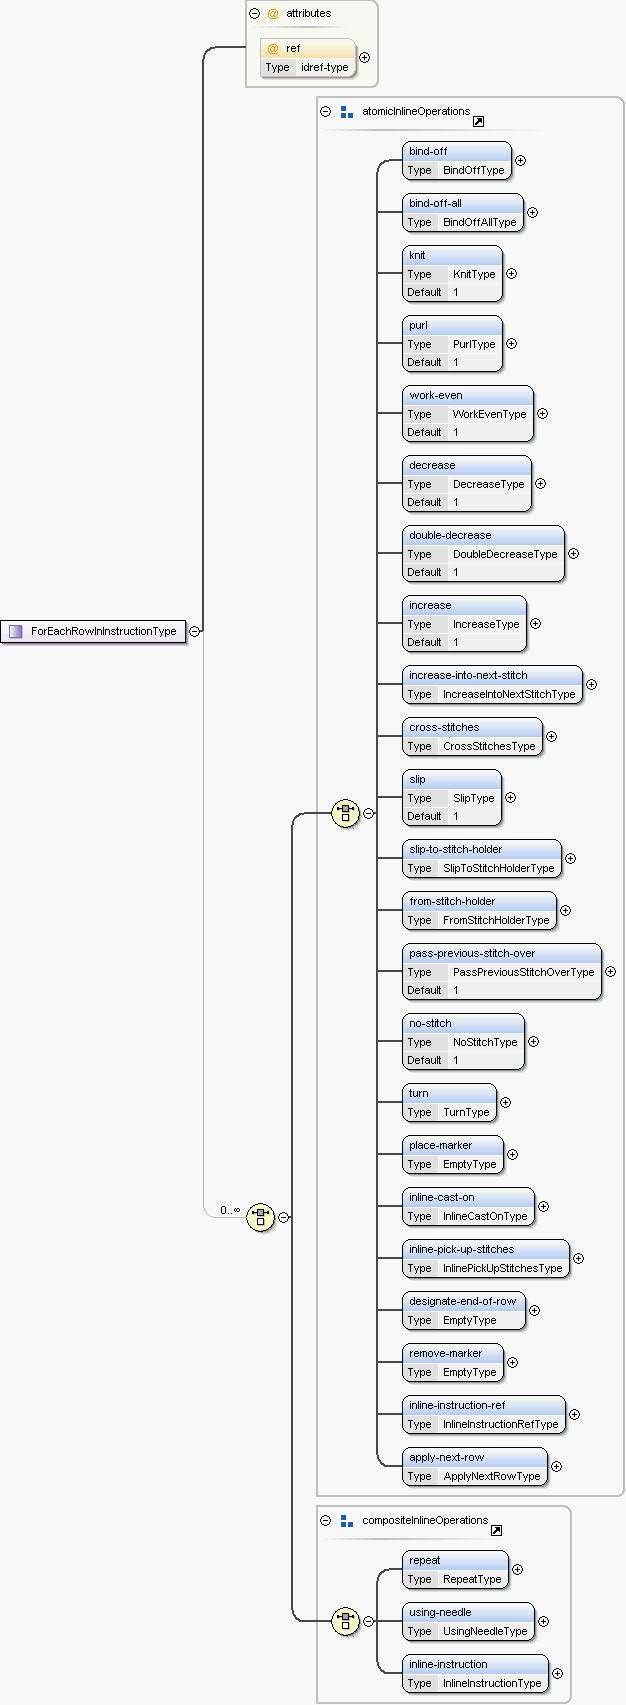 @ attributes
@ ref
Type idref-type
atomicInlineOperations
bind-off
Type BindOffType
bind-off-all
Type BindOffAllType
knit
Type KnitType
Default 1
purl
Type PurlType
Default 1
work-even
Type WorkEvenType
Default 1
decrease
Type DecreaseType
Default 1
double-decrease
Type DoubleDecreaseType
Default 1
increase
Type IncreaseType
Default 1
ForEachRowInInstructionType
increase-into-next-stitch
Type IncreaseIntoNextStitchType
cross-stitches
Type CrossStitchesType
slip
Type SlipType
Default 1
slip-to-stitch-holder
Type SlipToStitchHolderType
from-stitch-holder
Type FromStitchHolderType
pass-previous-stitch-over
Type PassPreviousStitchOverType
Default 1
no-stitch
Type NoStitchType
Default 1
turn
Type TurnType
place-marker
Type EmptyType
inline-cast-on
Type InlineCastOnType
0..∞
inline-pick-up-stitches
Type InlinePickUpStitchesType
designate-end-of-row
Type EmptyType
remove-marker
Type EmptyType
inline-instruction-ref
Type InlineInstructionRefType
apply-next-row
Type ApplyNextRowType
compositeInlineOperations
repeat
Type RepeatType
using-needle
Type UsingNeedleType
inline-instruction
Type InlineInstructionType